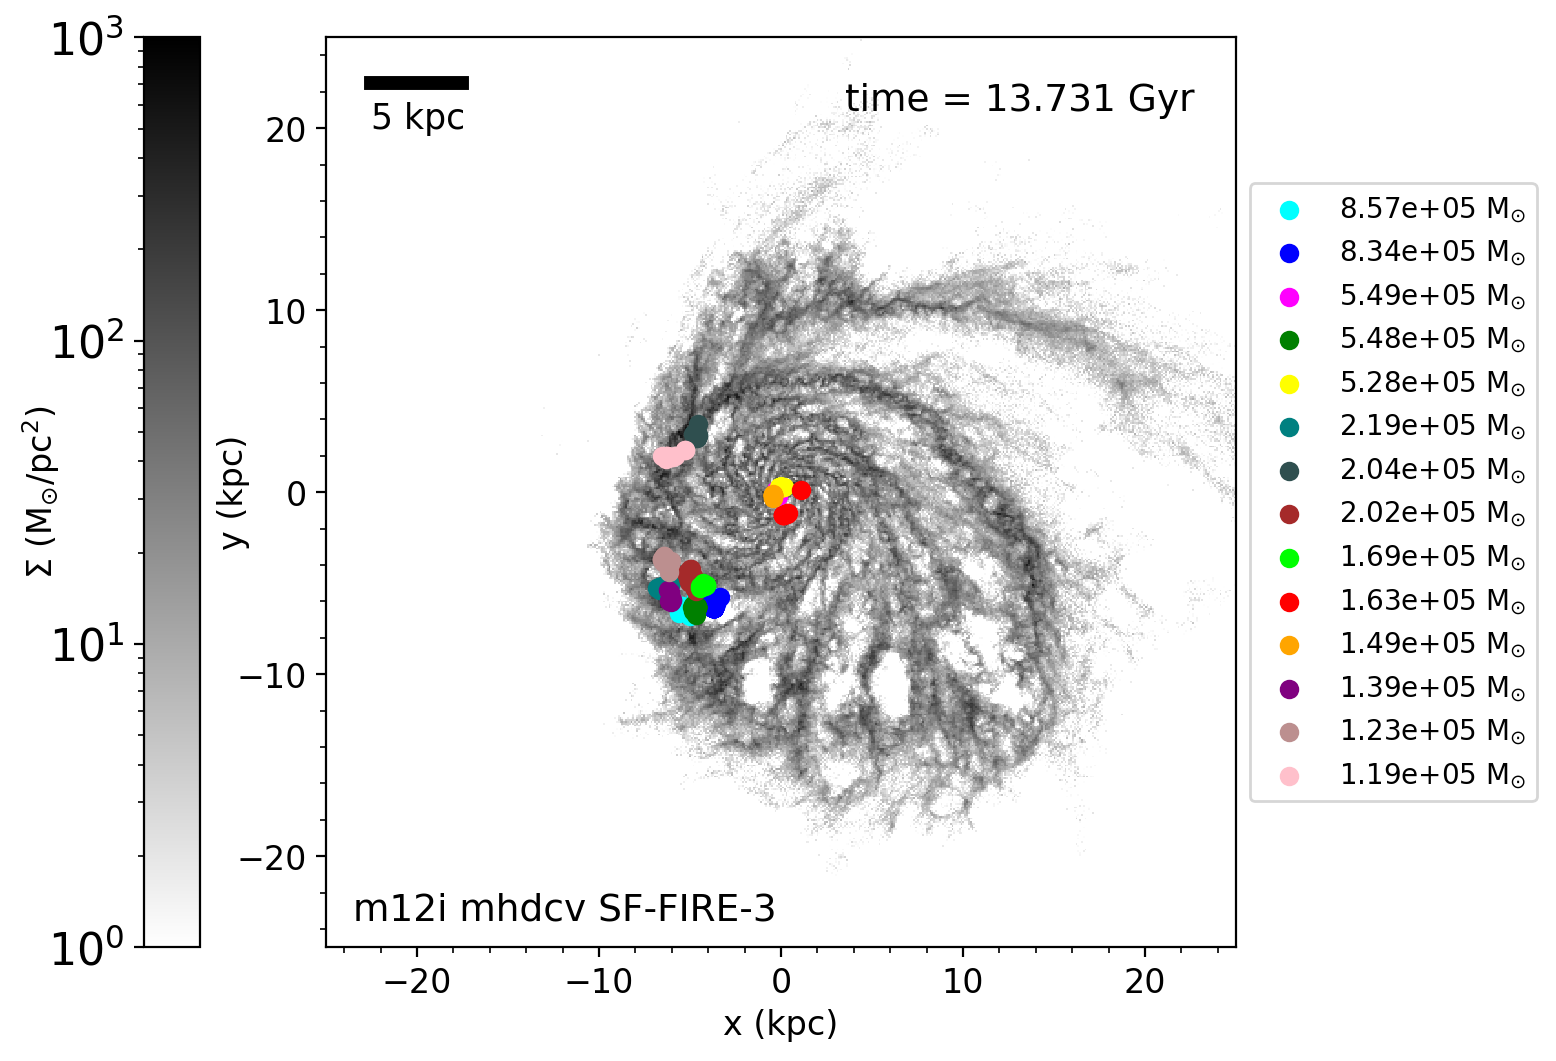 10³
10²
10¹
10⁰
Σ (M⊙/pc²)
y (kpc)
20
10
0
−10
−20
5 kpc
time = 13.731 Gyr
m12i mhdcv SF-FIRE-3
−20
−10
0
10
20
x (kpc)
8.57e+05 M⊙
8.34e+05 M⊙
5.49e+05 M⊙
5.48e+05 M⊙
5.28e+05 M⊙
2.19e+05 M⊙
2.04e+05 M⊙
2.02e+05 M⊙
1.69e+05 M⊙
1.63e+05 M⊙
1.49e+05 M⊙
1.39e+05 M⊙
1.23e+05 M⊙
1.19e+05 M⊙